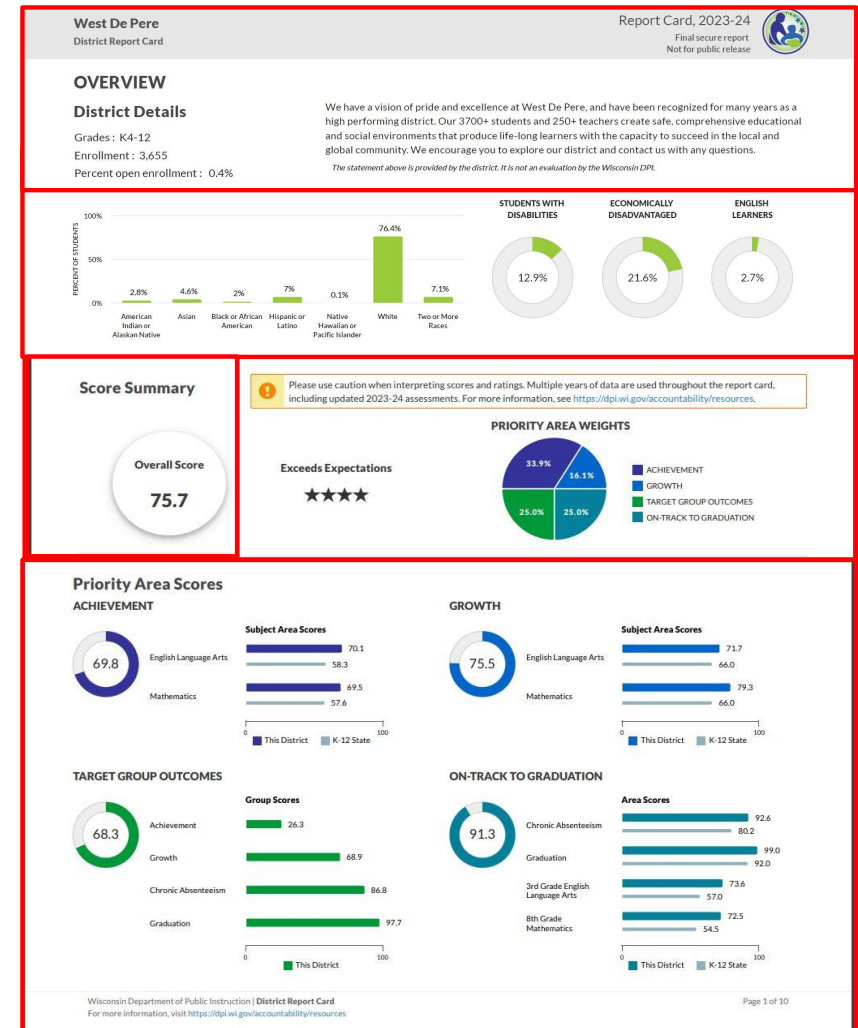 West De Pere
District Report Card
Report Card, 2023-24
Final secure report
Not for public release
OVERVIEW
District Details
Grades : K4-12
Enrollment : 3,655
Percent open enrollment : 0.4%
We have a vision of pride and excellence at West De Pere, and have been recognized for many years as a
high performing district. Our 3700+ students and 250+ teachers create safe, comprehensive educational
and social environments that produce life-long learners with the capacity to succeed in the local and
global community. We encourage you to explore our district and contact us with any questions.
The statement above is provided by the district. It is not an evaluation by the Wisconsin DPI.
PERCENT OF STUDENTS
100%
50%
0%
2.8%
4.6%
2%
7%
0.1%
76.4%
7.1%
American
Indian or
Alaskan Native
Asian
Black or African
American
Hispanic or
Latino
Native
Hawaiian or
Pacific Islander
White
Two or More
Races
STUDENTS WITH
DISABILITIES
12.9%
ECONOMICALLY
DISADVANTAGED
21.6%
ENGLISH
LEARNERS
2.7%
Score Summary
Overall Score
75.7
Please use caution when interpreting scores and ratings. Multiple years of data are used throughout the report card,
including updated 2023-24 assessments. For more information, see https://dpi.wi.gov/accountability/resources.
Exceeds Expectations
★★★★
PRIORITY AREA WEIGHTS
33.9%
16.1%
25.0%
25.0%
ACHIEVEMENT
GROWTH
TARGET GROUP OUTCOMES
ON-TRACK TO GRADUATION
Priority Area Scores
ACHIEVEMENT
69.8
Subject Area Scores
English Language Arts
70.1
58.3
Mathematics
69.5
57.6
0
100
This District
K-12 State
GROWTH
75.5
Subject Area Scores
English Language Arts
71.7
66.0
Mathematics
79.3
66.0
0
100
This District
K-12 State
TARGET GROUP OUTCOMES
68.3
Group Scores
Achievement
26.3
Growth
68.9
Chronic Absenteeism
86.8
Graduation
97.7
0
100
This District
ON-TRACK TO GRADUATION
91.3
Area Scores
Chronic Absenteeism
92.6
80.2
Graduation
99.0
92.0
3rd Grade English
Language Arts
73.6
57.0
8th Grade
Mathematics
72.5
54.5
0
100
This District
K-12 State
Wisconsin Department of Public Instruction | District Report Card
For more information, visit https://dpi.wi.gov/accountability/resources
Page 1 of 10